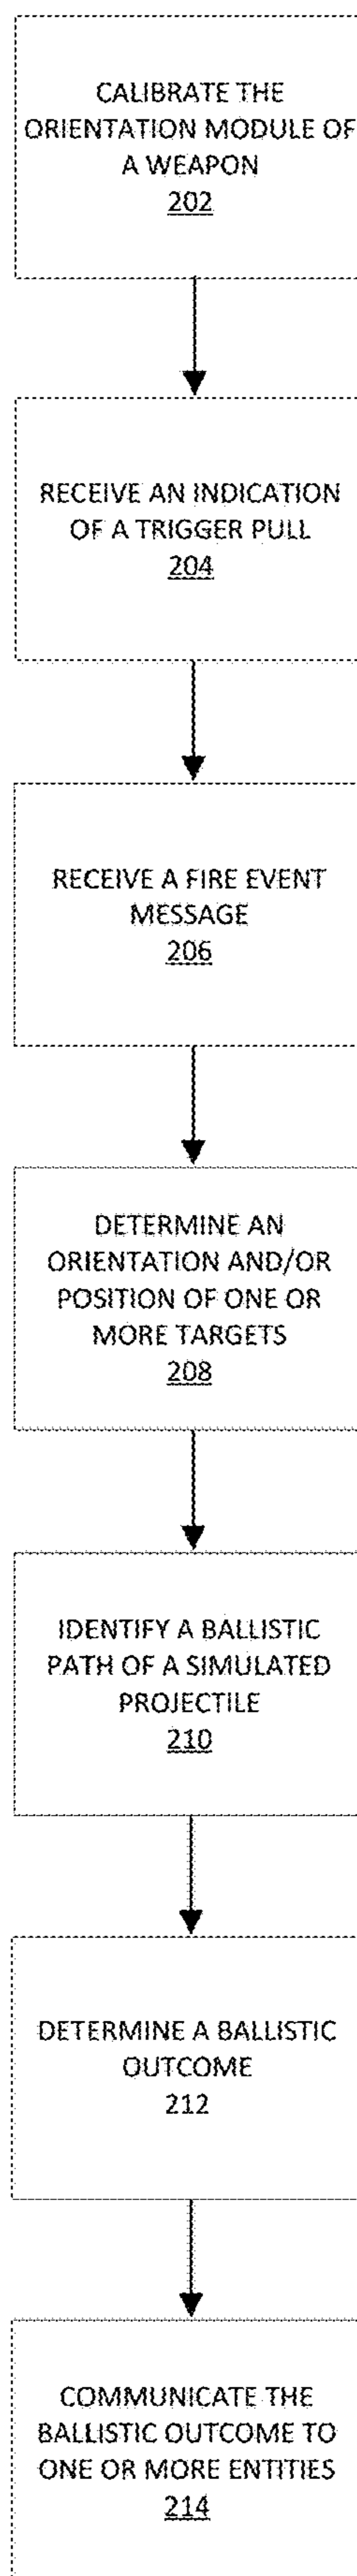 CALIBRATE THE
ORIENTATION MODULE OF
A WEAPON
202
RECEIVE AN INDICATION
OF A TRIGGER PULL
204
RECEIVE A FIRE EVENT
MESSAGE
206
DETERMINE AN
ORIENTATION AND/OR
POSITION OF ONE OR
MORE TARGETS
208
IDENTIFY A BALLISTIC
PATH OF A SIMULATED
PROJECTILE
210
DETERMINE A BALLISTIC
OUTCOME
212
COMMUNICATE THE
BALLISTIC OUTCOME TO
ONE OR MORE ENTITIES
214